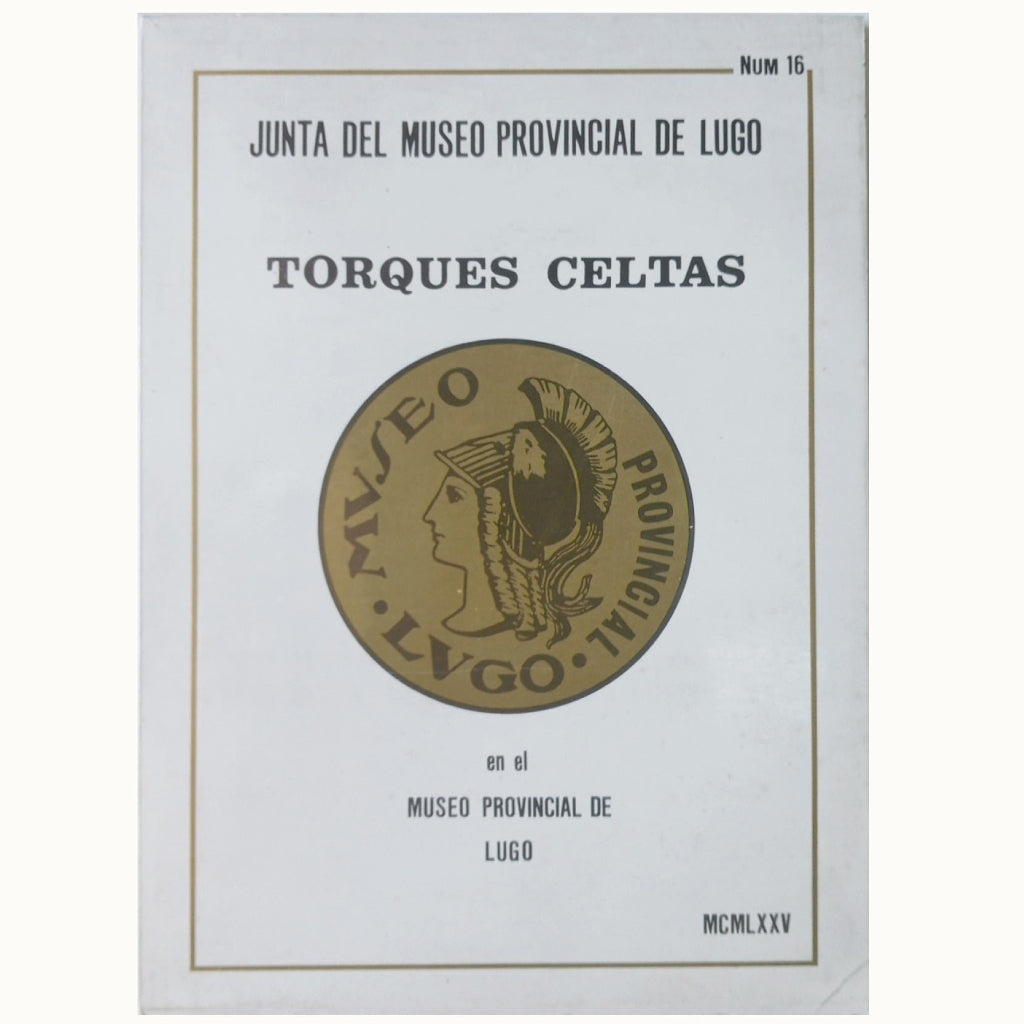 NUM 16
JUNTA DEL MUSEO PROVINCIAL DE LUGO
TORQUES CELTAS
MVSEO
PROVINCIAL
· LVGO ·
en el
MUSEO PROVINCIAL DE
LUGO
MCMLXXV